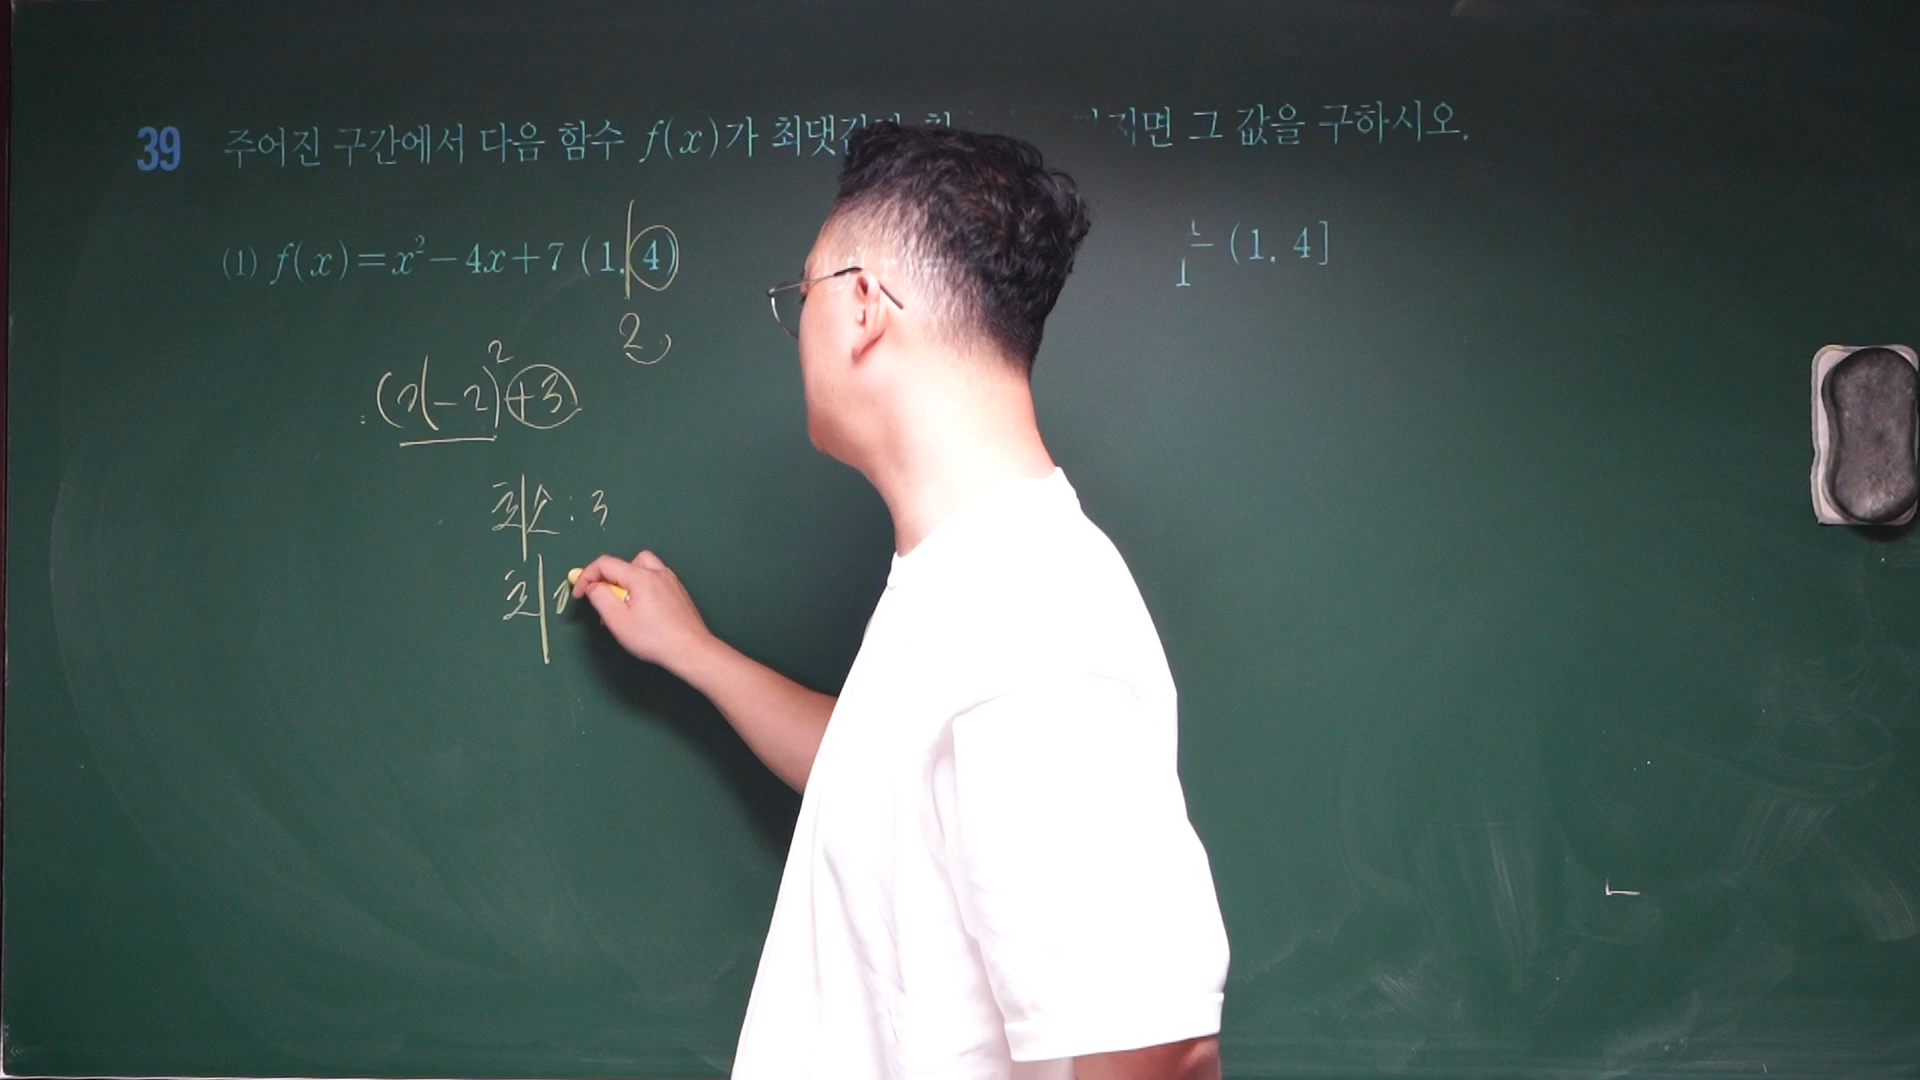 39 주어진 구간에서 다음 함수 f(x)가 최댓값 지면 그 값을 구하시오.
(1) f(x)=x²-4x+7 (1, 4) (1, 4]
2
(x-2)²+3
최소 : 3
최